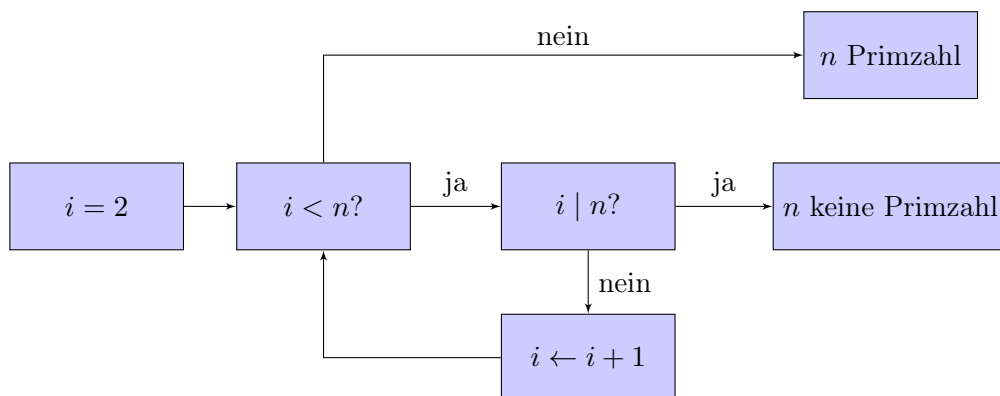 nein
n Primzahl
i = 2
i < n?
ja
i | n?
ja
n keine Primzahl
nein
i ← i + 1